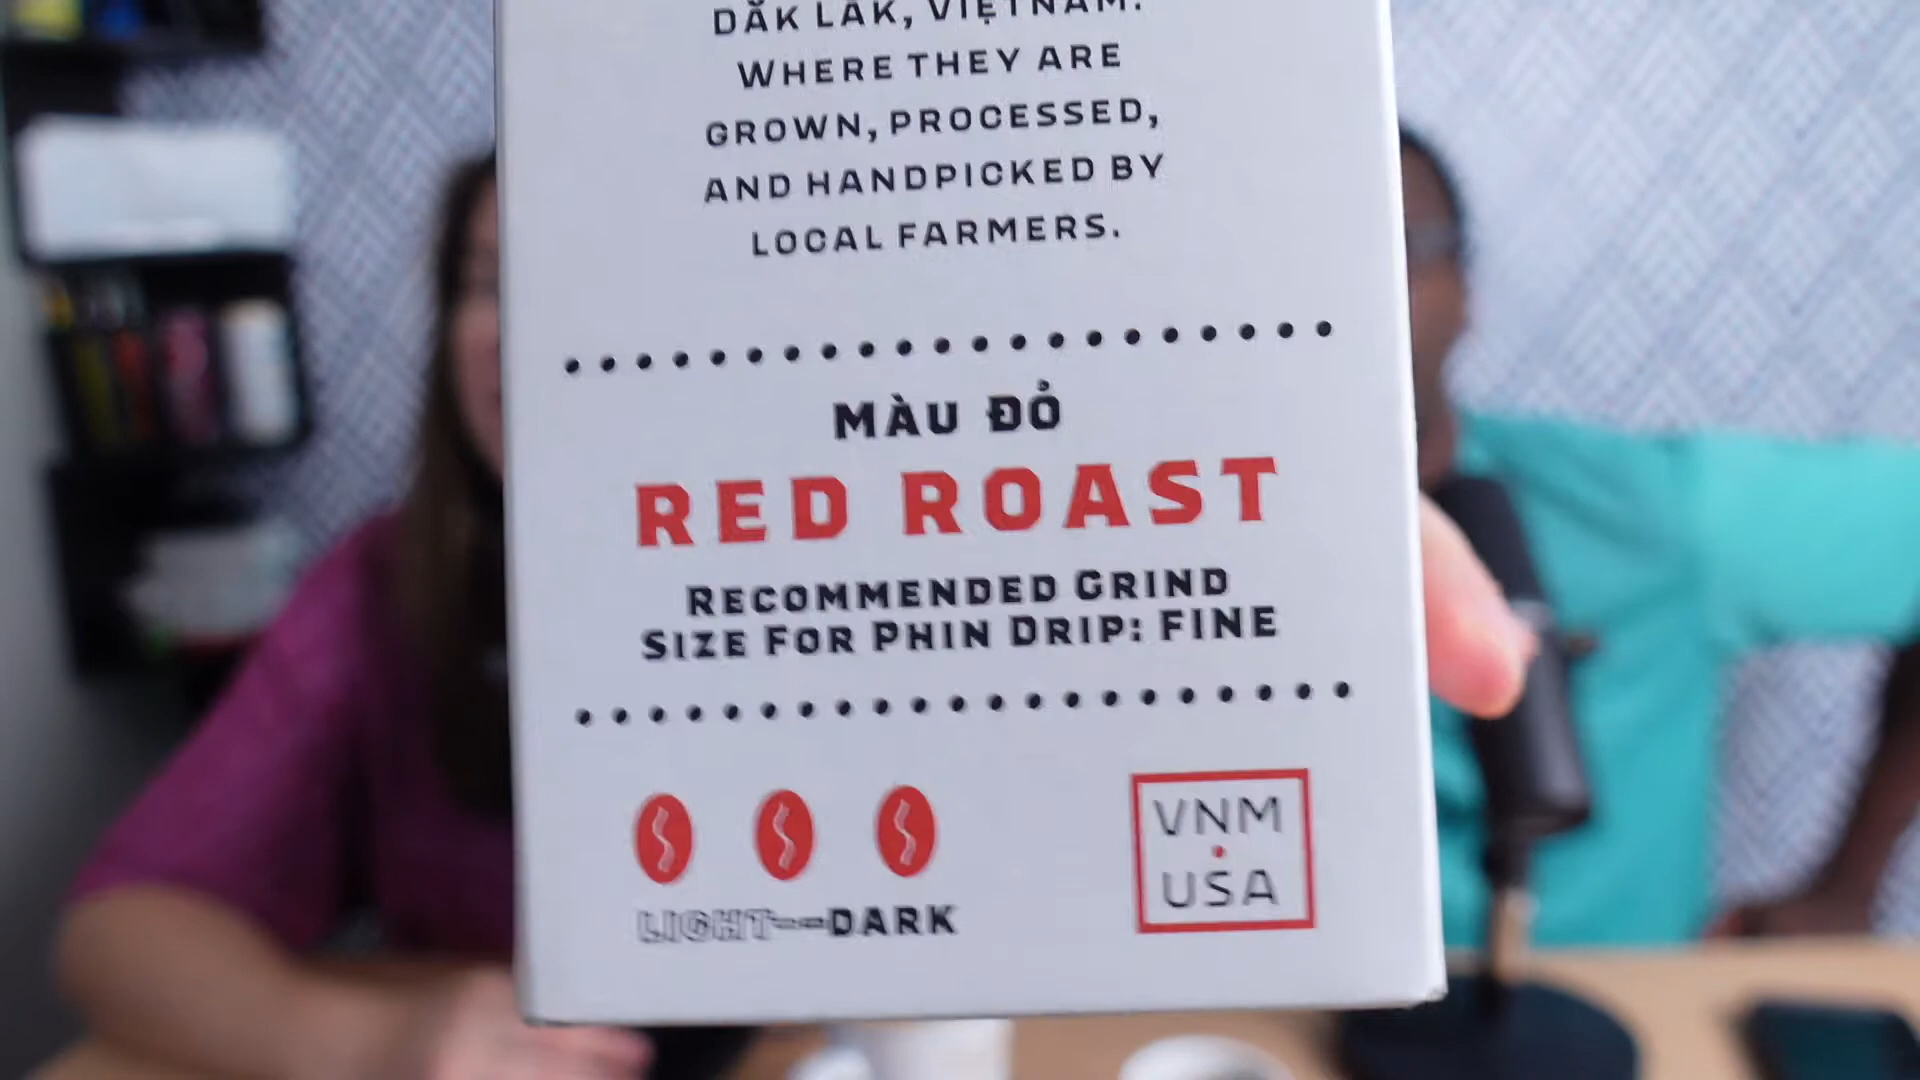 ĐẮK LẮK, VIỆTNAM.
WHERE THEY ARE
GROWN, PROCESSED,
AND HANDPICKED BY
LOCAL FARMERS.
MÀU ĐỎ
RED ROAST
RECOMMENDED GRIND
SIZE FOR PHIN DRIP: FINE
LIGHT--DARK
VNM
USA